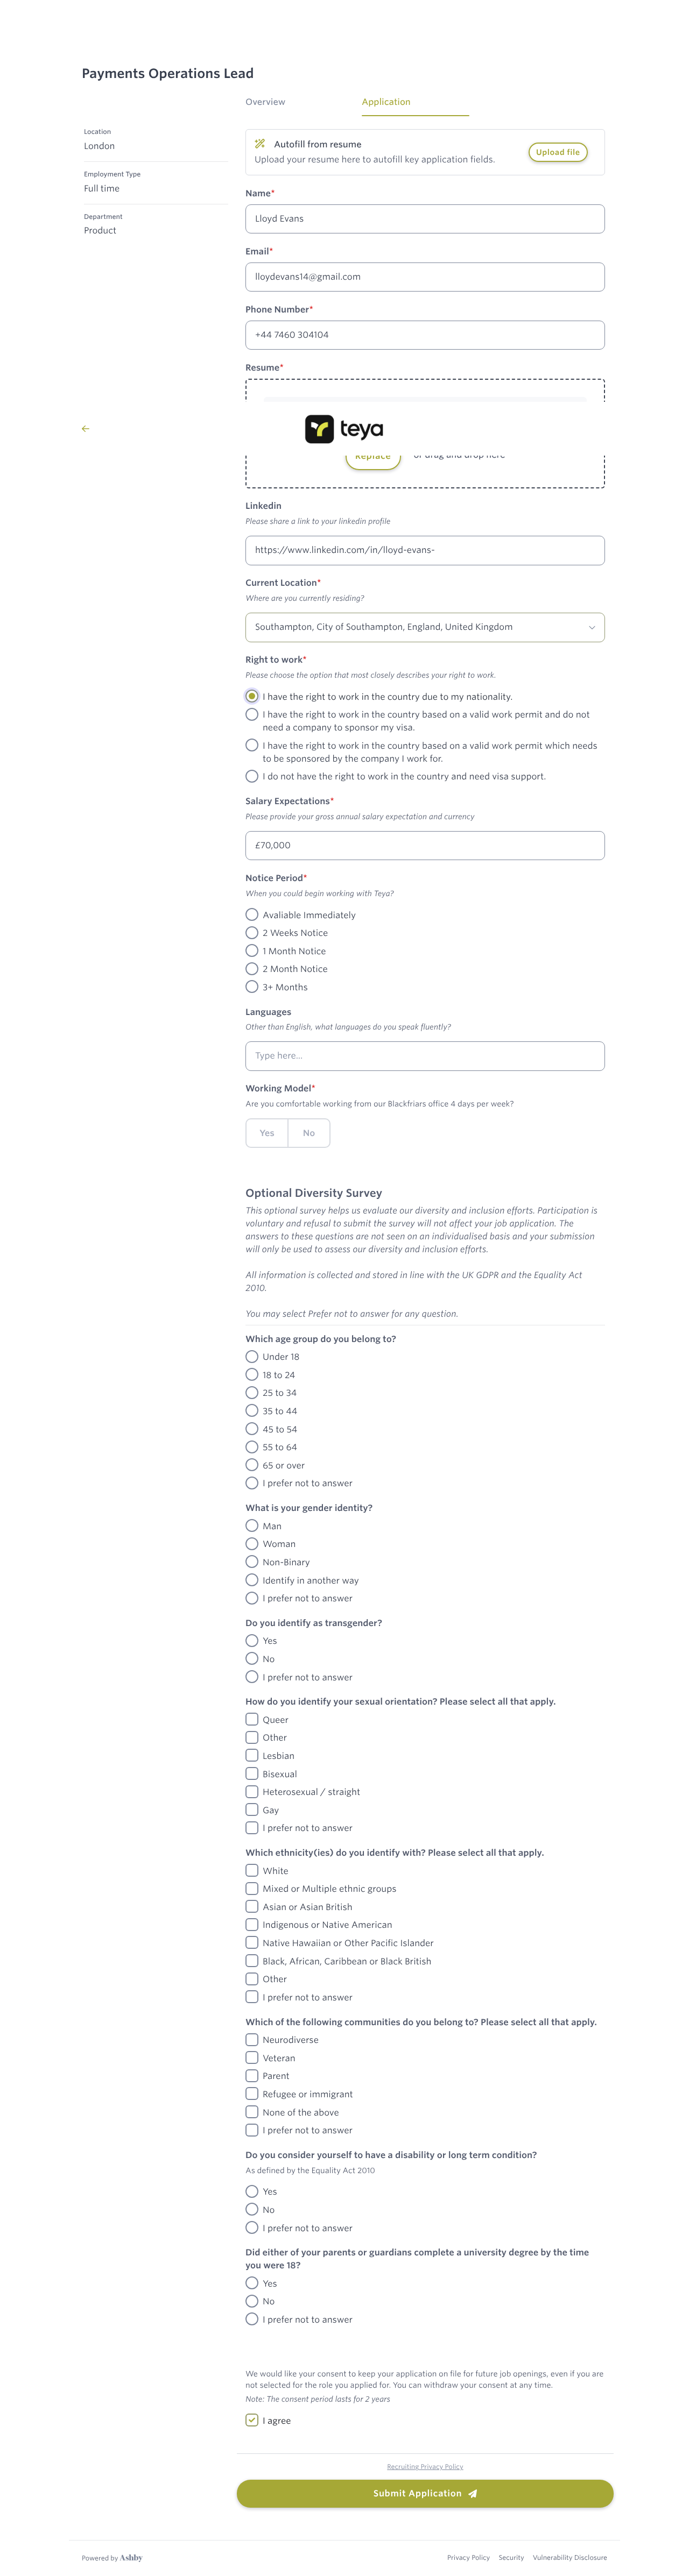 Payments Operations Lead
Overview
Application
Location
London
Employment Type
Full time
Department
Product
Autofill from resume
Upload your resume here to autofill key application fields.
Upload file
Name*
Lloyd Evans
Email*
lloydevans14@gmail.com
Phone Number*
+44 7460 304104
Resume*
teya
Replace
or drag and drop here
Linkedin
Please share a link to your linkedin profile
https://www.linkedin.com/in/lloyd-evans-
Current Location*
Where are you currently residing?
Southampton, City of Southampton, England, United Kingdom
Right to work*
Please choose the option that most closely describes your right to work.
I have the right to work in the country due to my nationality.
I have the right to work in the country based on a valid work permit and do not
need a company to sponsor my visa.
I have the right to work in the country based on a valid work permit which needs
to be sponsored by the company I work for.
I do not have the right to work in the country and need visa support.
Salary Expectations*
Please provide your gross annual salary expectation and currency
£70,000
Notice Period*
When you could begin working with Teya?
Avaliable Immediately
2 Weeks Notice
1 Month Notice
2 Month Notice
3+ Months
Languages
Other than English, what languages do you speak fluently?
Type here...
Working Model*
Are you comfortable working from our Blackfriars office 4 days per week?
Yes
No
Optional Diversity Survey
This optional survey helps us evaluate our diversity and inclusion efforts. Participation is
voluntary and refusal to submit the survey will not affect your job application. The
answers to these questions are not seen on an individualised basis and your submission
will only be used to assess our diversity and inclusion efforts.
All information is collected and stored in line with the UK GDPR and the Equality Act
2010.
You may select Prefer not to answer for any question.
Which age group do you belong to?
Under 18
18 to 24
25 to 34
35 to 44
45 to 54
55 to 64
65 or over
I prefer not to answer
What is your gender identity?
Man
Woman
Non-Binary
Identify in another way
I prefer not to answer
Do you identify as transgender?
Yes
No
I prefer not to answer
How do you identify your sexual orientation? Please select all that apply.
Queer
Other
Lesbian
Bisexual
Heterosexual / straight
Gay
I prefer not to answer
Which ethnicity(ies) do you identify with? Please select all that apply.
White
Mixed or Multiple ethnic groups
Asian or Asian British
Indigenous or Native American
Native Hawaiian or Other Pacific Islander
Black, African, Caribbean or Black British
Other
I prefer not to answer
Which of the following communities do you belong to? Please select all that apply.
Neurodiverse
Veteran
Parent
Refugee or immigrant
None of the above
I prefer not to answer
Do you consider yourself to have a disability or long term condition?
As defined by the Equality Act 2010
Yes
No
I prefer not to answer
Did either of your parents or guardians complete a university degree by the time
you were 18?
Yes
No
I prefer not to answer
We would like your consent to keep your application on file for future job openings, even if you are
not selected for the role you applied for. You can withdraw your consent at any time.
Note: The consent period lasts for 2 years
I agree
Recruiting Privacy Policy
Submit Application
Powered by Ashby
Privacy Policy
Security
Vulnerability Disclosure